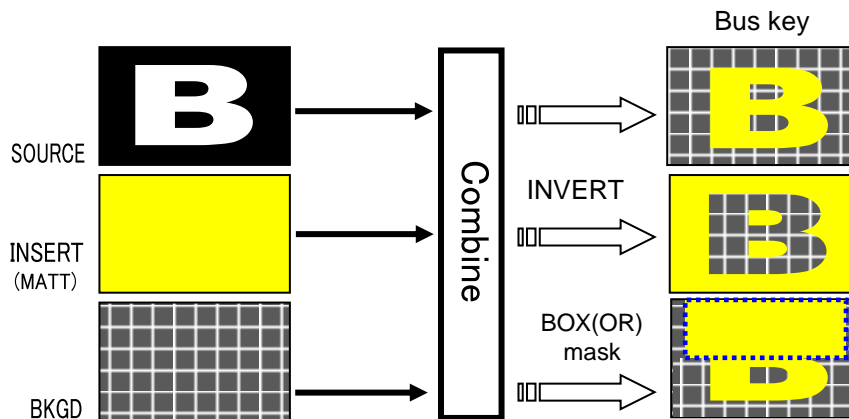 Bus key
B
SOURCE
B
INSERT
(MATT)
Combine
INVERT
B
BKGD
BOX(OR)
mask
B